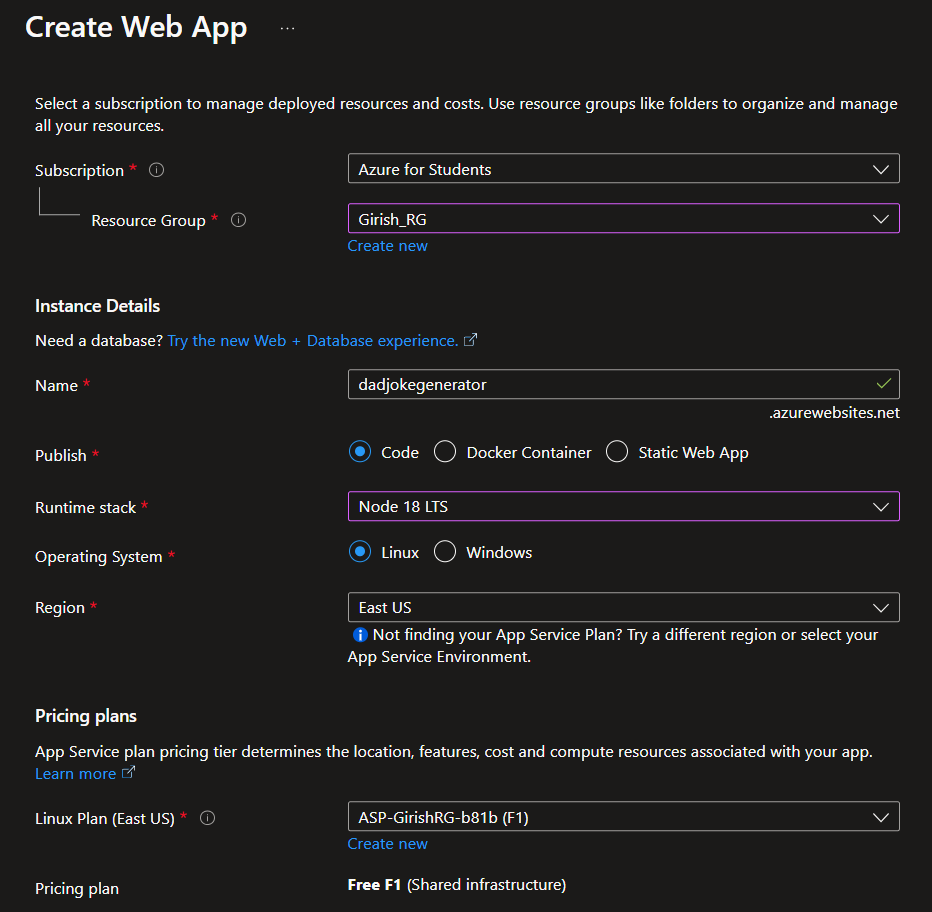 Create Web App ...
Select a subscription to manage deployed resources and costs. Use resource groups like folders to organize and manage
all your resources.
Subscription *
Azure for Students
Resource Group *
Girish_RG
Create new
Instance Details
Need a database? Try the new Web + Database experience.
Name *
dadjokegenerator
.azurewebsites.net
Publish *
Code Docker Container Static Web App
Runtime stack *
Node 18 LTS
Operating System *
Linux Windows
Region *
East US
Not finding your App Service Plan? Try a different region or select your
App Service Environment.
Pricing plans
App Service plan pricing tier determines the location, features, cost and compute resources associated with your app.
Learn more
Linux Plan (East US) *
ASP-GirishRG-b81b (F1)
Create new
Pricing plan
Free F1 (Shared infrastructure)